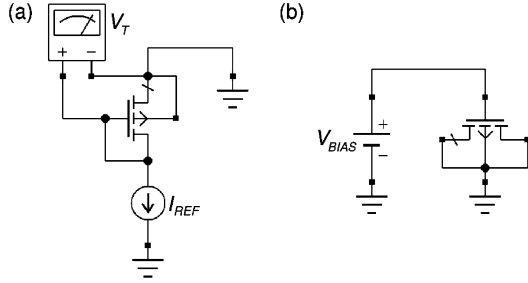 (a)
V_T
+ −
I_REF
(b)
+
V_BIAS
−